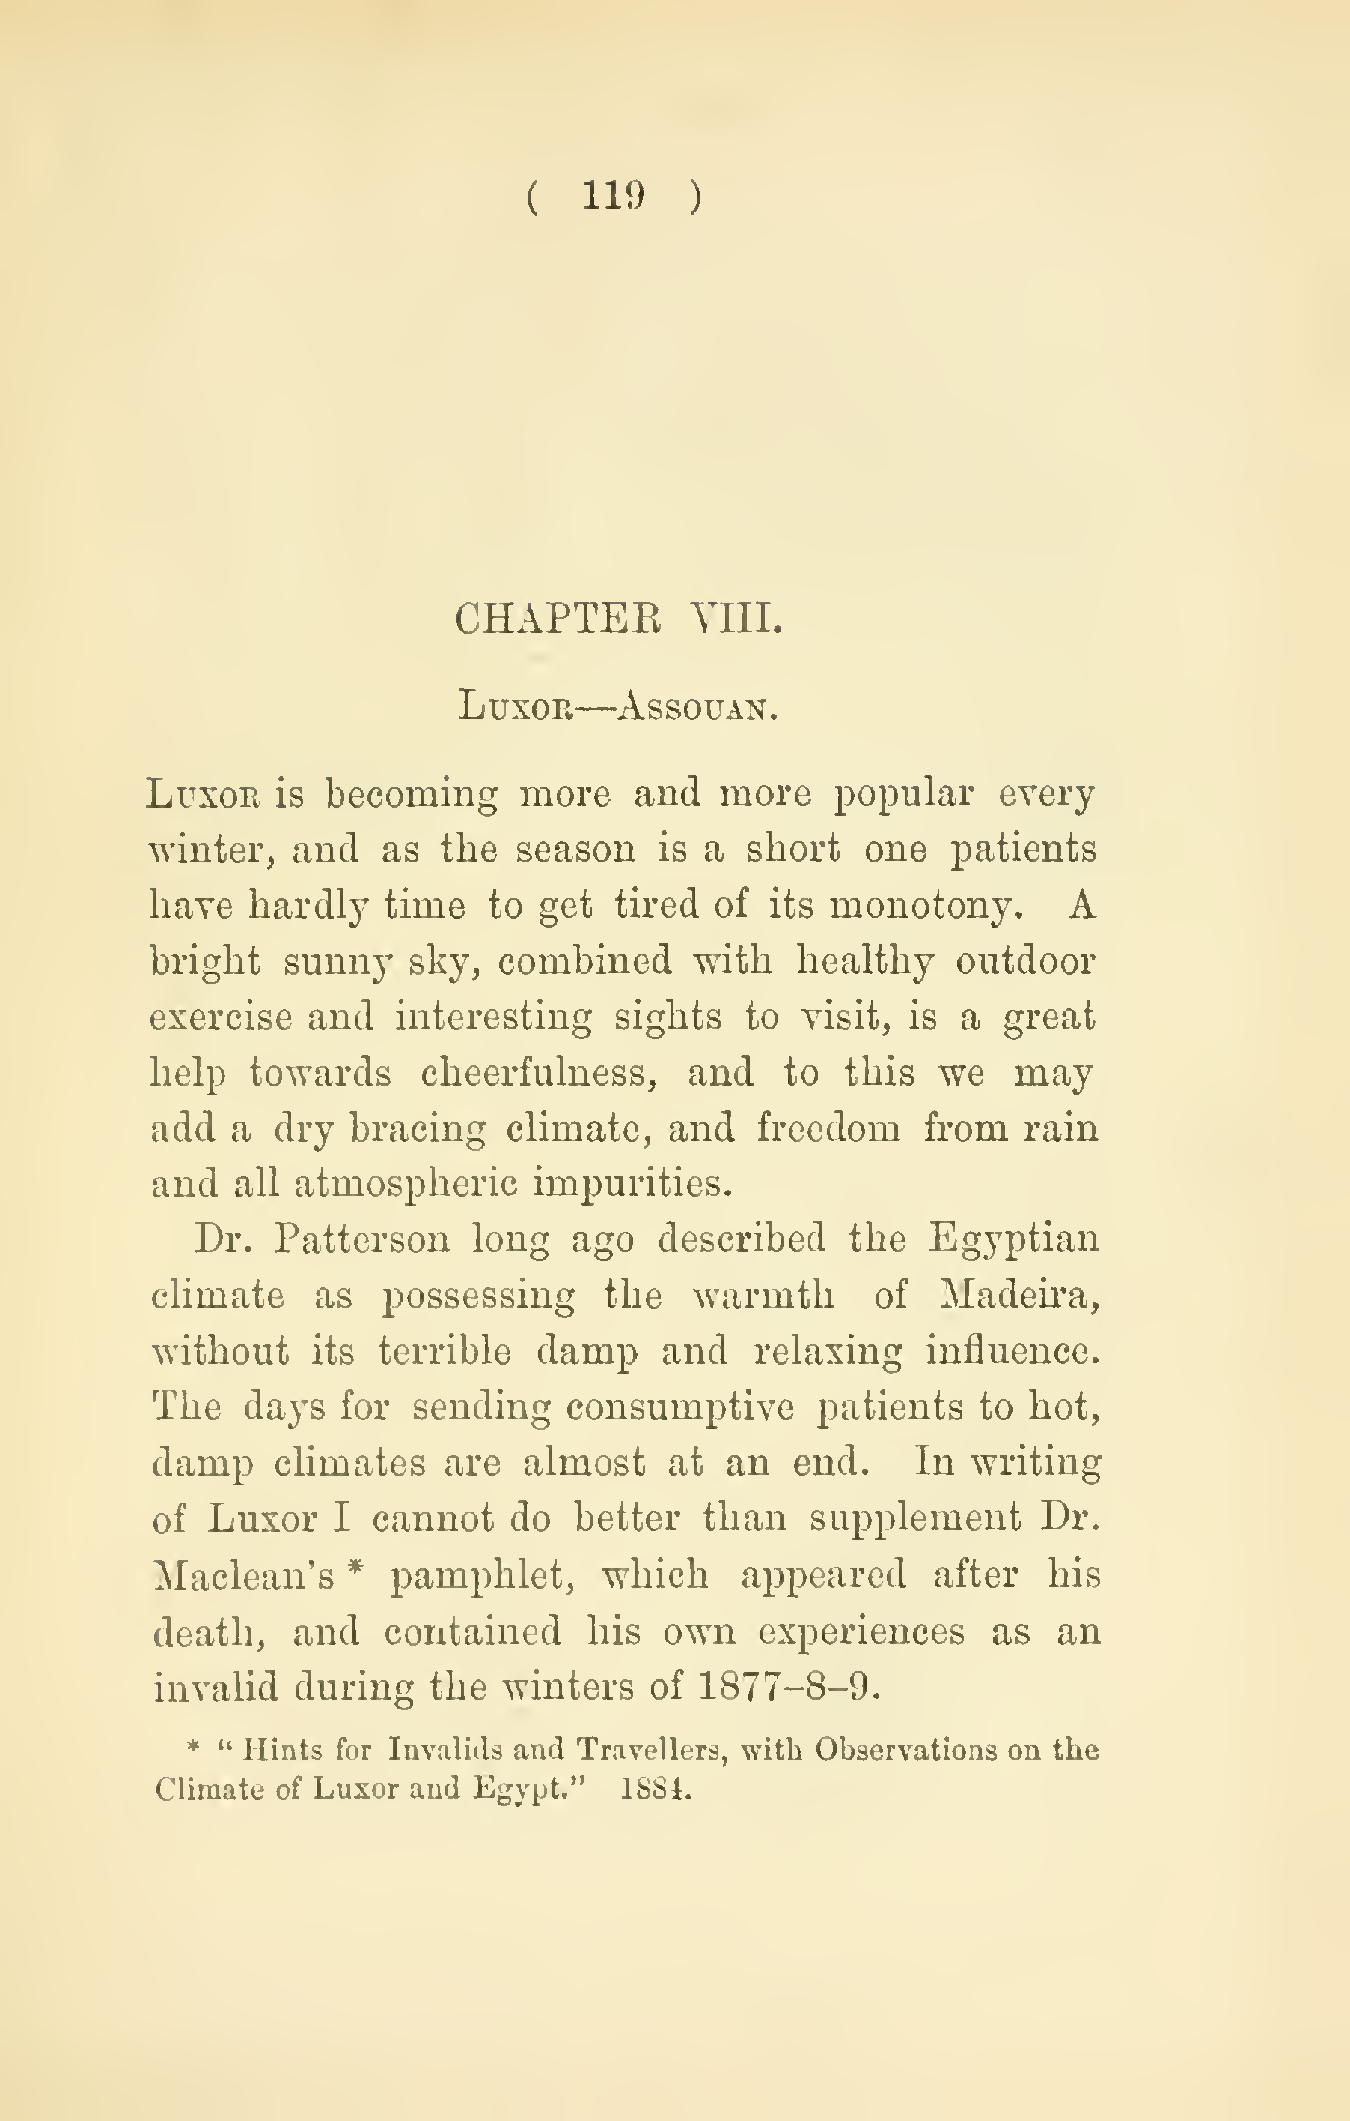 ( 119 )
CHAPTER VIII.
Luxor—Assouan.
Luxor is becoming more and more popular every
winter, and as the season is a short one patients
have hardly time to get tired of its monotony. A
bright sunny sky, combined with healthy outdoor
exercise and interesting sights to visit, is a great
help towards cheerfulness, and to this we may
add a dry bracing climate, and freedom from rain
and all atmospheric impurities.
Dr. Patterson long ago described the Egyptian
climate as possessing the warmth of Madeira,
without its terrible damp and relaxing influence.
The days for sending consumptive patients to hot,
damp climates are almost at an end. In writing
of Luxor I cannot do better than supplement Dr.
Maclean's * pamphlet, which appeared after his
death, and contained his own experiences as an
invalid during the winters of 1877-8-9.
* "Hints for Invalids and Travellers, with Observations on the
Climate of Luxor and Egypt." 1884.